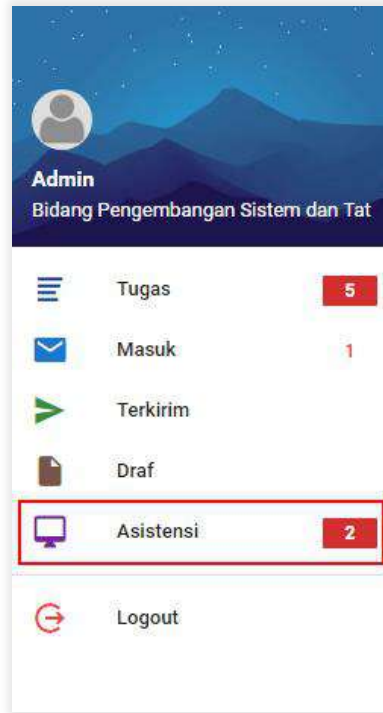 Admin
Bidang Pengembangan Sistem dan Tat
Tugas 5
Masuk 1
Terkirim
Draf
Asistensi 2
Logout